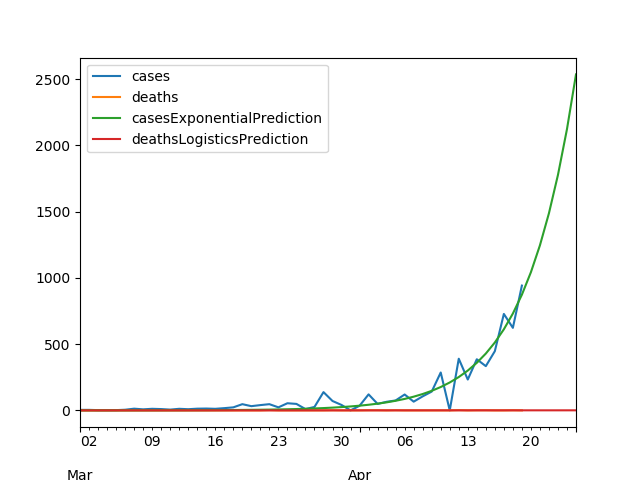 cases
deaths
casesExponentialPrediction
deathsLogisticsPrediction
2500
2000
1500
1000
500
0
02 09 16 23 30 06 13 20
Mar Apr